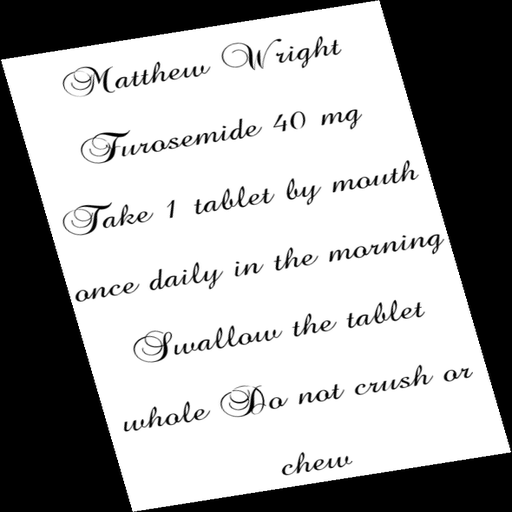 Matthew Wright
Furosemide 40 mg
Take 1 tablet by mouth
once daily in the morning
Swallow the tablet
whole Do not crush or
chew